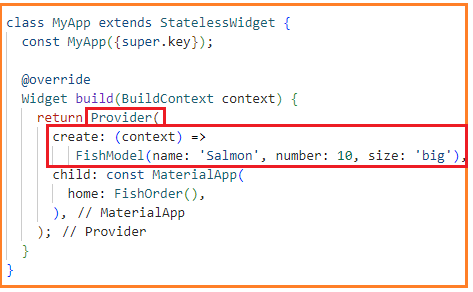 class MyApp extends StatelessWidget {
const MyApp({super.key});
@override
Widget build(BuildContext context) {
return Provider(
create: (context) =>
FishModel(name: 'Salmon', number: 10, size: 'big'),
child: const MaterialApp(
home: FishOrder(),
), // MaterialApp
); // Provider
}
}